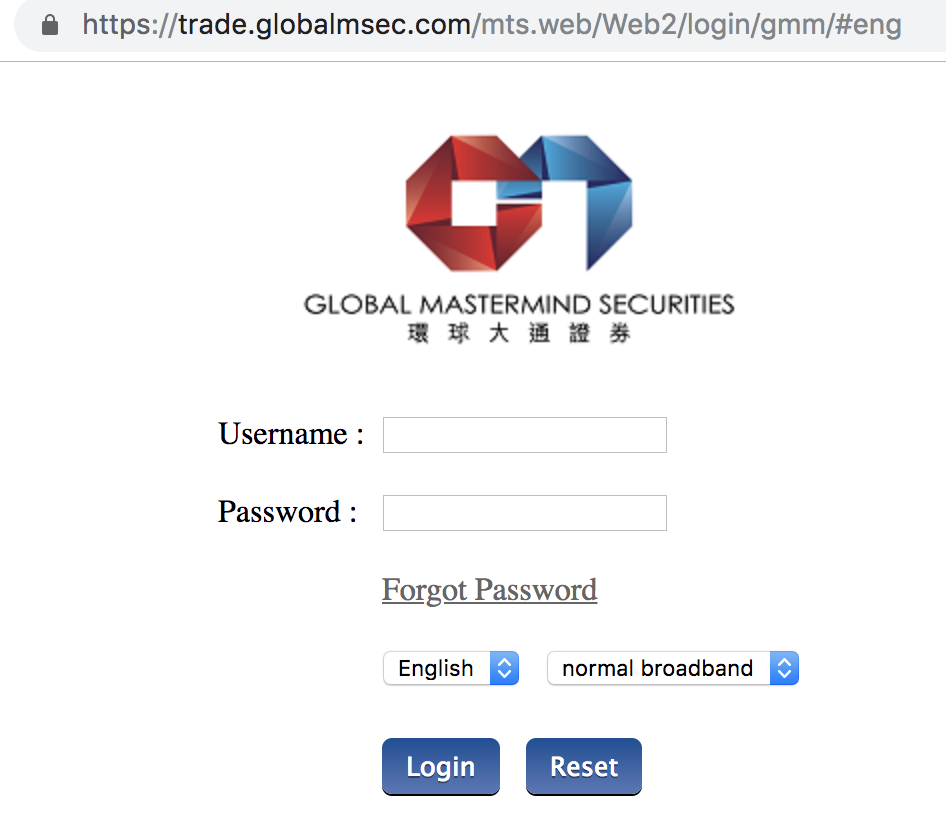 https://trade.globalmsec.com/mts.web/Web2/login/gmm/#eng
GLOBAL MASTERMIND SECURITIES
環球大通證券
Username :
Password :
Forgot Password
English normal broadband
Login Reset